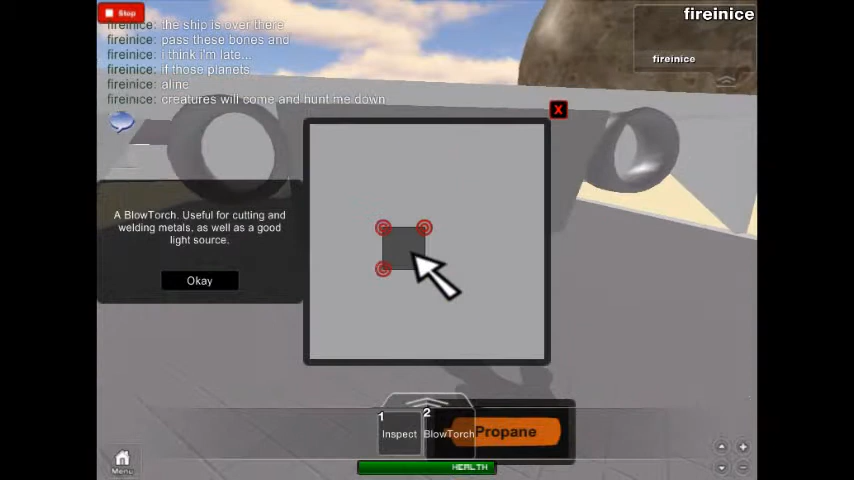 Stop
fireinice
fireinice: the ship is over there
fireinice: pass these bones and
fireinice: i think i'm late...
fireinice: if those planets
fireinice: aline
fireinice: creatures will come and hunt me down
fireinice
X
A BlowTorch. Useful for cutting and
welding metals, as well as a good
light source.
Okay
1
Inspect
2
BlowTorch
Propane
HEALTH
Menu